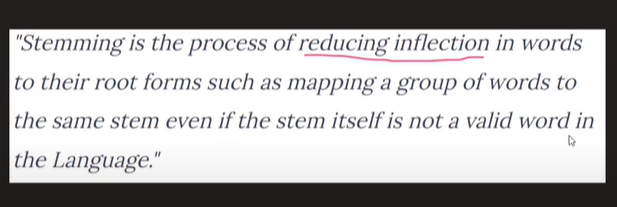 "Stemming is the process of reducing inflection in words
to their root forms such as mapping a group of words to
the same stem even if the stem itself is not a valid word in
the Language."